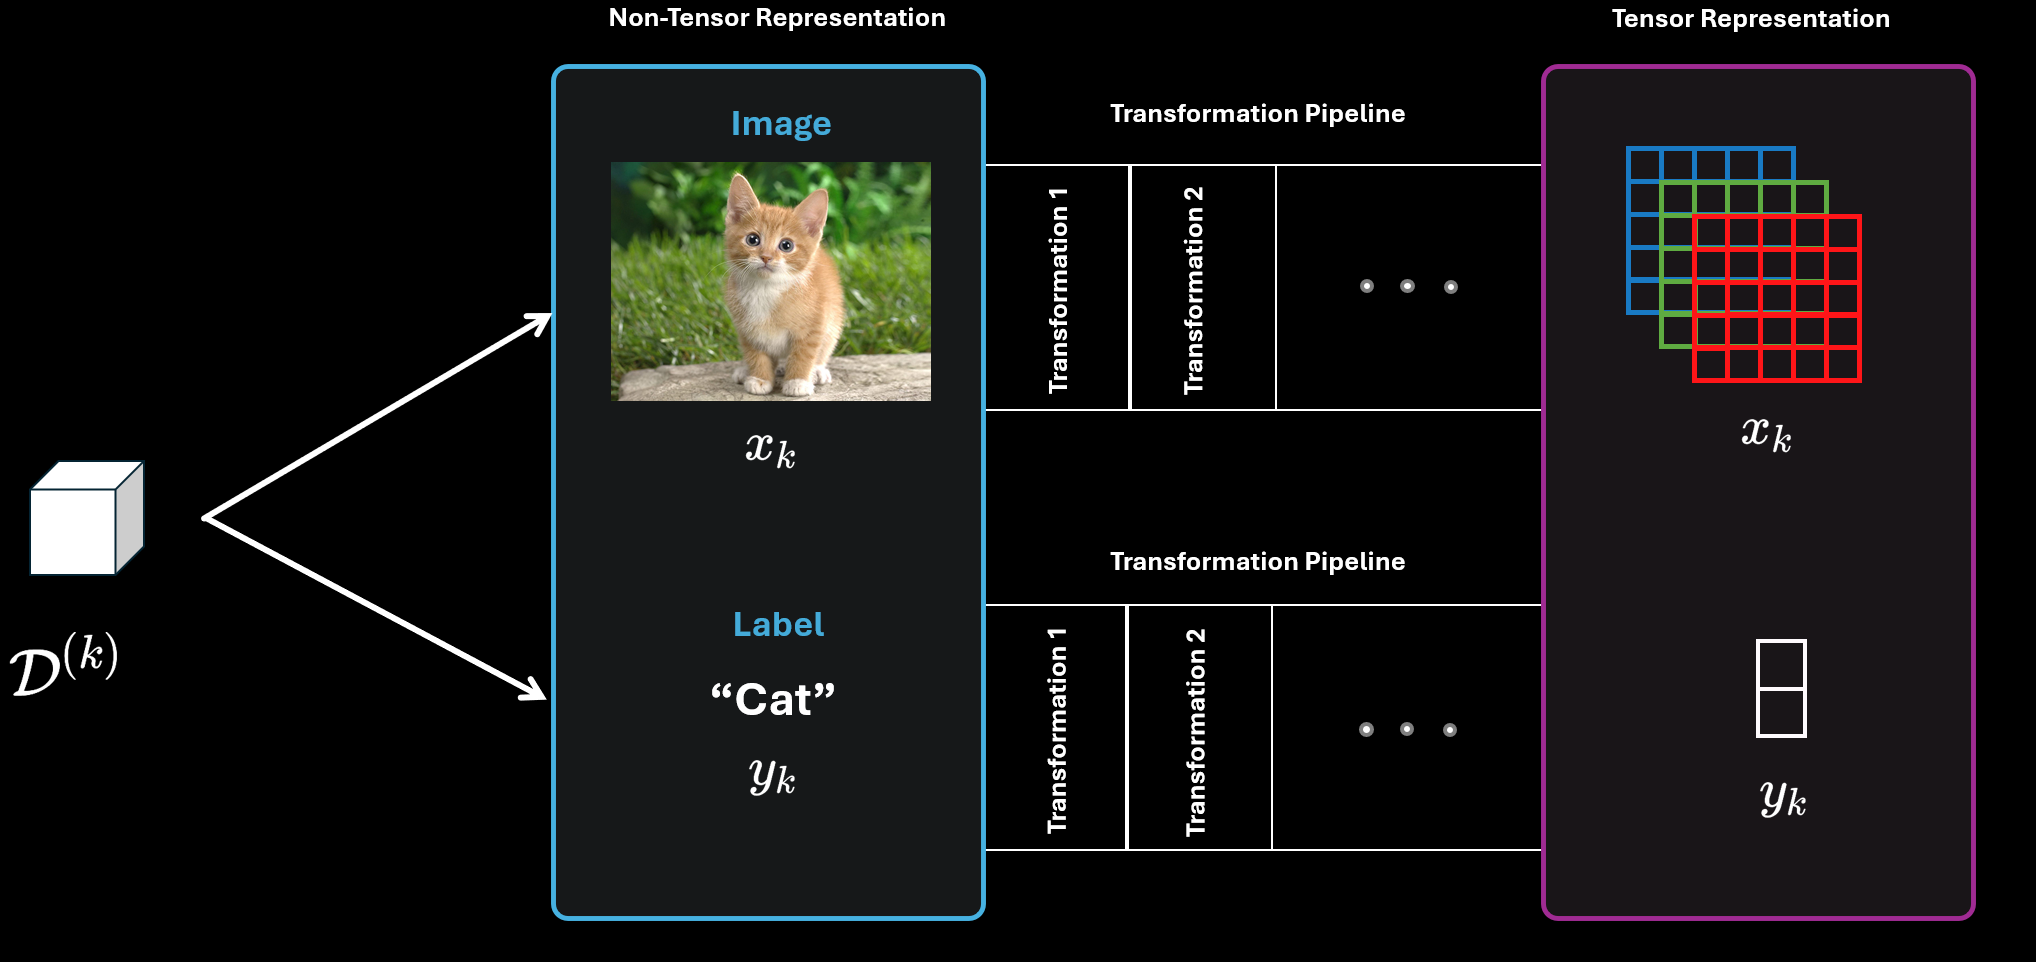 Non-Tensor Representation
Tensor Representation
Image
x_k
Label
“Cat”
y_k
Transformation Pipeline
Transformation 1
Transformation 2
Transformation Pipeline
Transformation 1
Transformation 2
x_k
y_k
𝒟^(k)